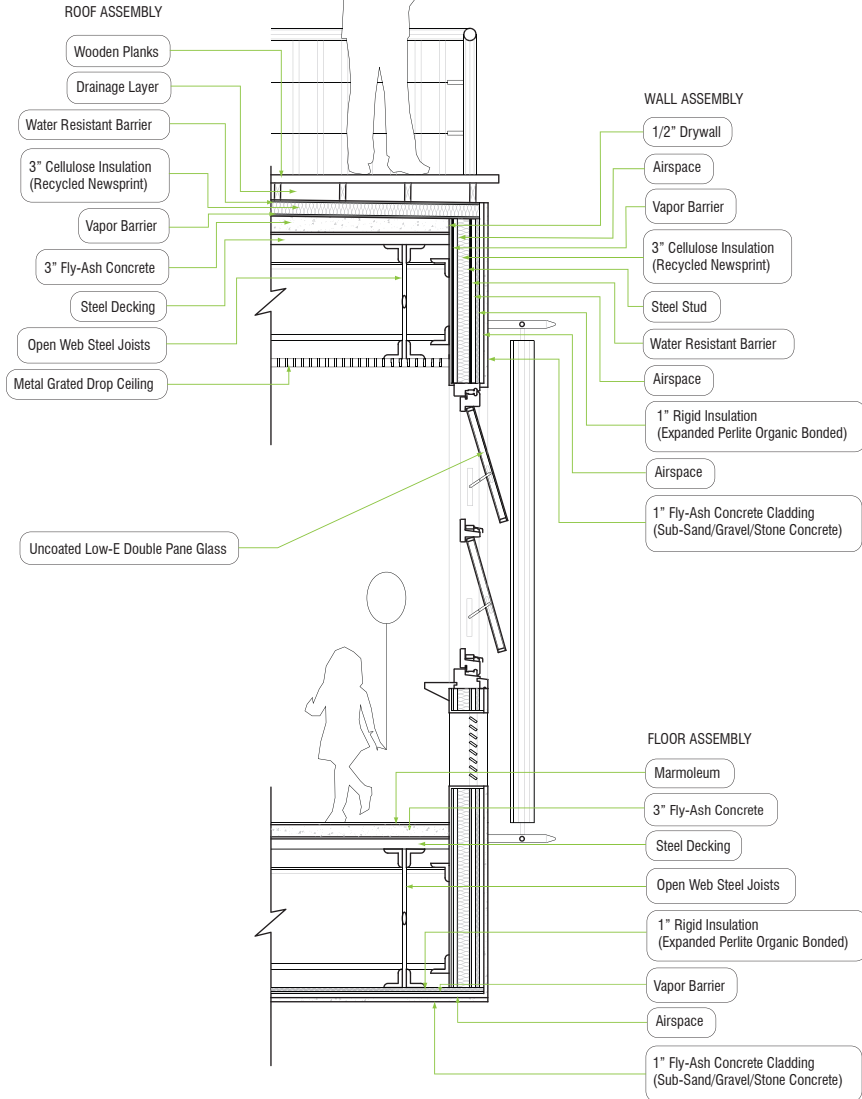 ROOF ASSEMBLY
Wooden Planks
Drainage Layer
Water Resistant Barrier
3” Cellulose Insulation
(Recycled Newsprint)
Vapor Barrier
3” Fly-Ash Concrete
Steel Decking
Open Web Steel Joists
Metal Grated Drop Ceiling
Uncoated Low-E Double Pane Glass
WALL ASSEMBLY
1/2” Drywall
Airspace
Vapor Barrier
3” Cellulose Insulation
(Recycled Newsprint)
Steel Stud
Water Resistant Barrier
Airspace
1” Rigid Insulation
(Expanded Perlite Organic Bonded)
Airspace
1” Fly-Ash Concrete Cladding
(Sub-Sand/Gravel/Stone Concrete)
FLOOR ASSEMBLY
Marmoleum
3” Fly-Ash Concrete
Steel Decking
Open Web Steel Joists
1” Rigid Insulation
(Expanded Perlite Organic Bonded)
Vapor Barrier
Airspace
1” Fly-Ash Concrete Cladding
(Sub-Sand/Gravel/Stone Concrete)